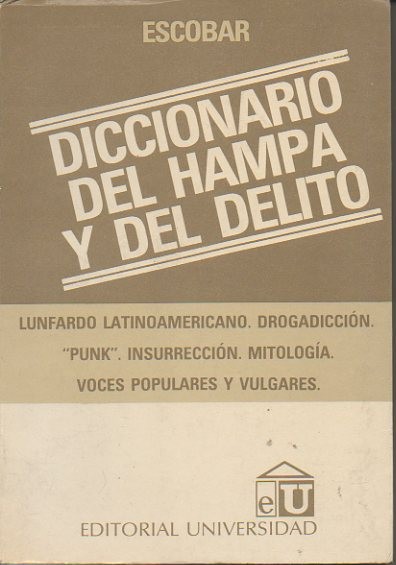 ESCOBAR
DICCIONARIO
DEL HAMPA
Y DEL DELITO
LUNFARDO LATINOAMERICANO. DROGADICCIÓN.
"PUNK". INSURRECCIÓN. MITOLOGÍA.
VOCES POPULARES Y VULGARES.
eU
EDITORIAL UNIVERSIDAD